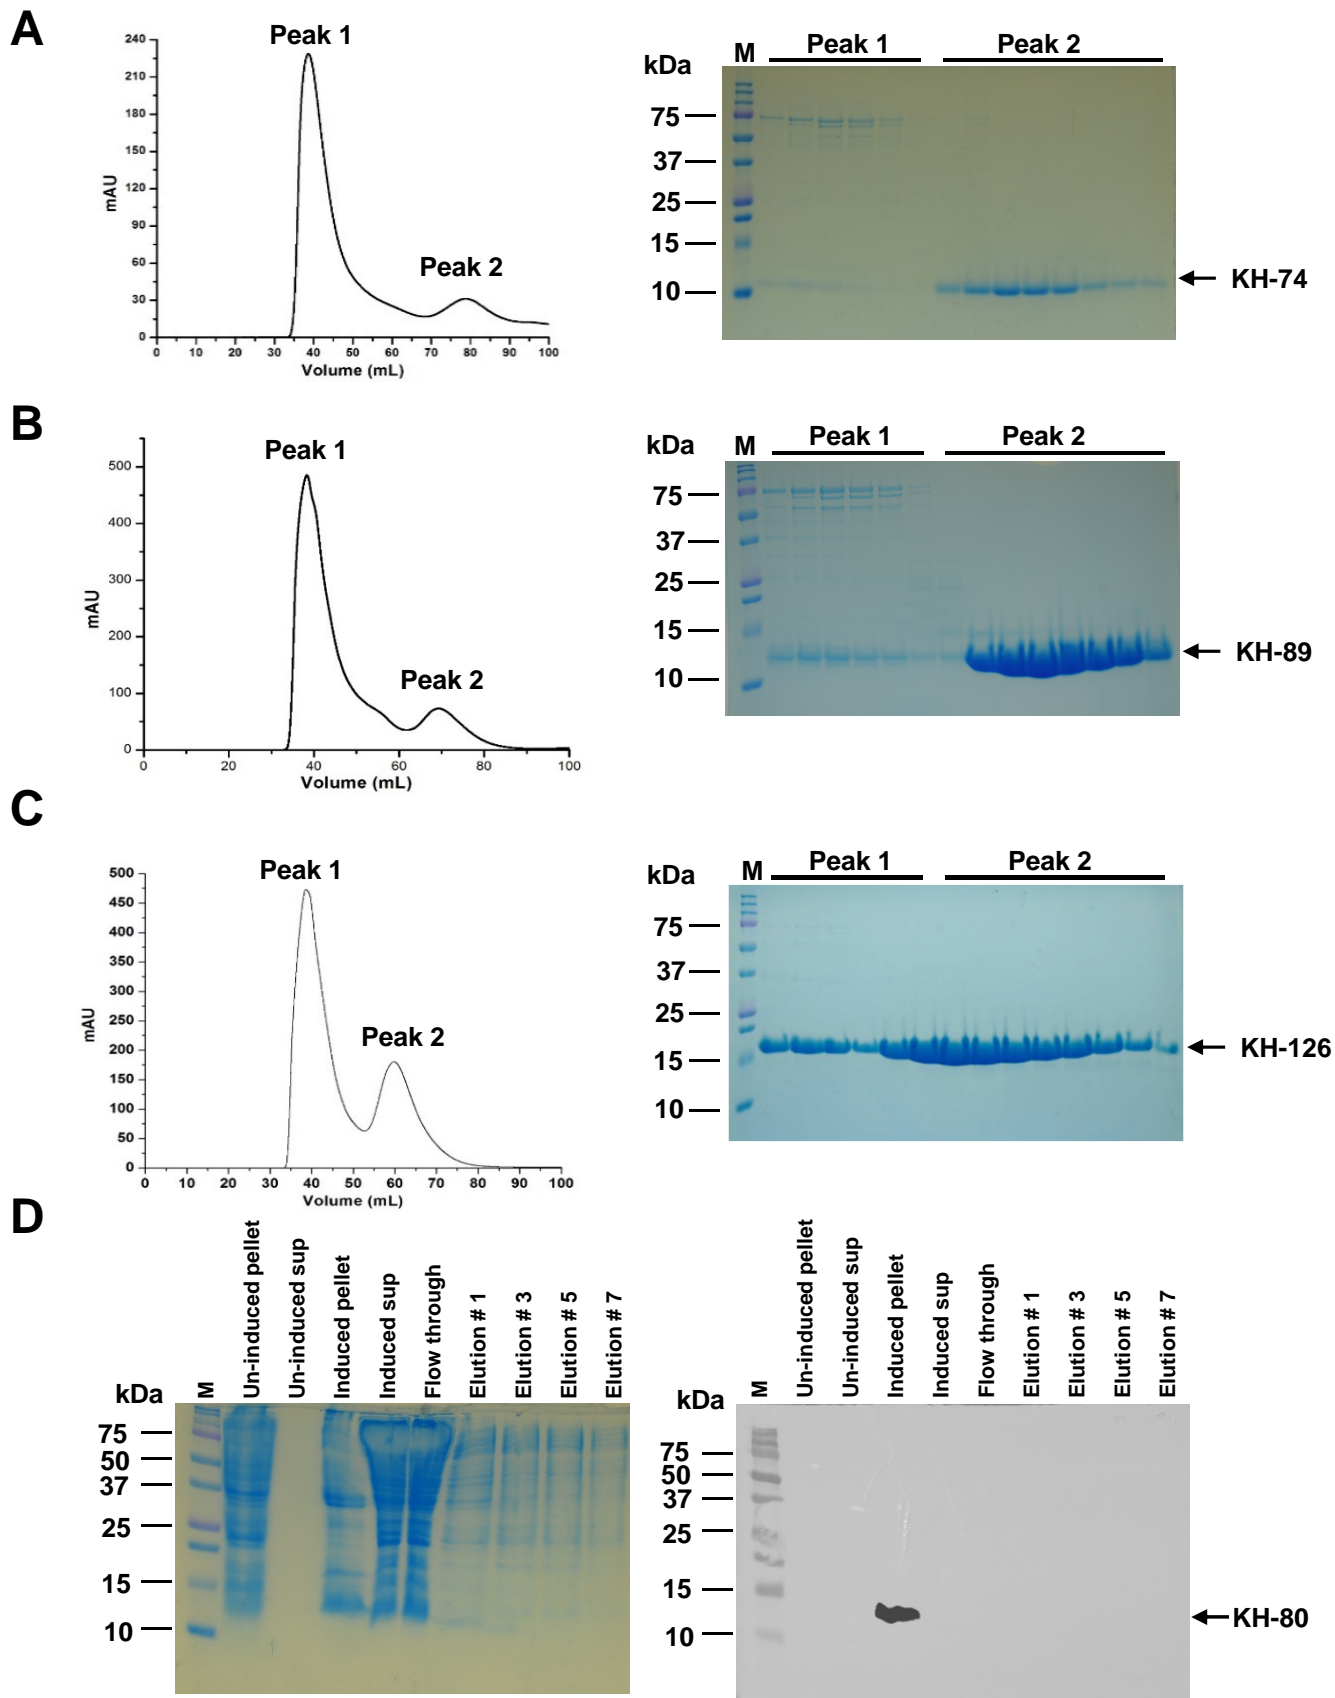 A
Peak 1
Peak 2
240
210
180
150
120
90
60
30
0
mAU
0 10 20 30 40 50 60 70 80 90 100
Volume (mL)
kDa
M
Peak 1
Peak 2
75
37
25
15
10
KH-74
B
Peak 1
Peak 2
500
400
300
200
100
0
mAU
0 20 40 60 80 100
Volume (mL)
kDa
M
Peak 1
Peak 2
75
37
25
15
10
KH-89
C
Peak 1
Peak 2
500
450
400
350
300
250
200
150
100
50
0
mAU
0 10 20 30 40 50 60 70 80 90 100
Volume (mL)
kDa
M
Peak 1
Peak 2
75
37
25
15
10
KH-126
D
kDa
M
Un-induced pellet
Un-induced sup
Induced pellet
Induced sup
Flow through
Elution # 1
Elution # 3
Elution # 5
Elution # 7
75
50
37
25
15
10
kDa
M
Un-induced pellet
Un-induced sup
Induced pellet
Induced sup
Flow through
Elution # 1
Elution # 3
Elution # 5
Elution # 7
75
50
37
25
15
10
KH-80